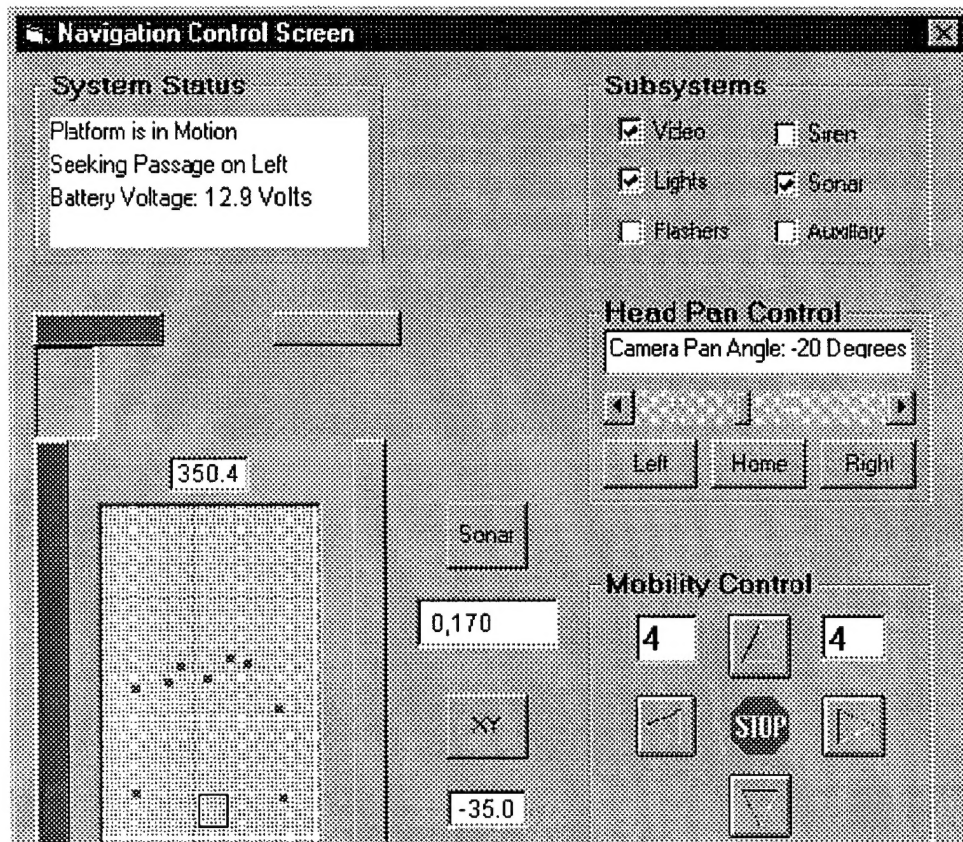 Navigation Control Screen
System Status
Platform is in Motion
Seeking Passage on Left
Battery Voltage: 12.9 Volts
Subsystems
Video
Siren
Lights
Sonar
Flashers
Auxiliary
Head Pan Control
Camera Pan Angle: -20 Degrees
Left
Home
Right
350.4
Sonar
0,170
XY
-35.0
Mobility Control
4
4
STOP